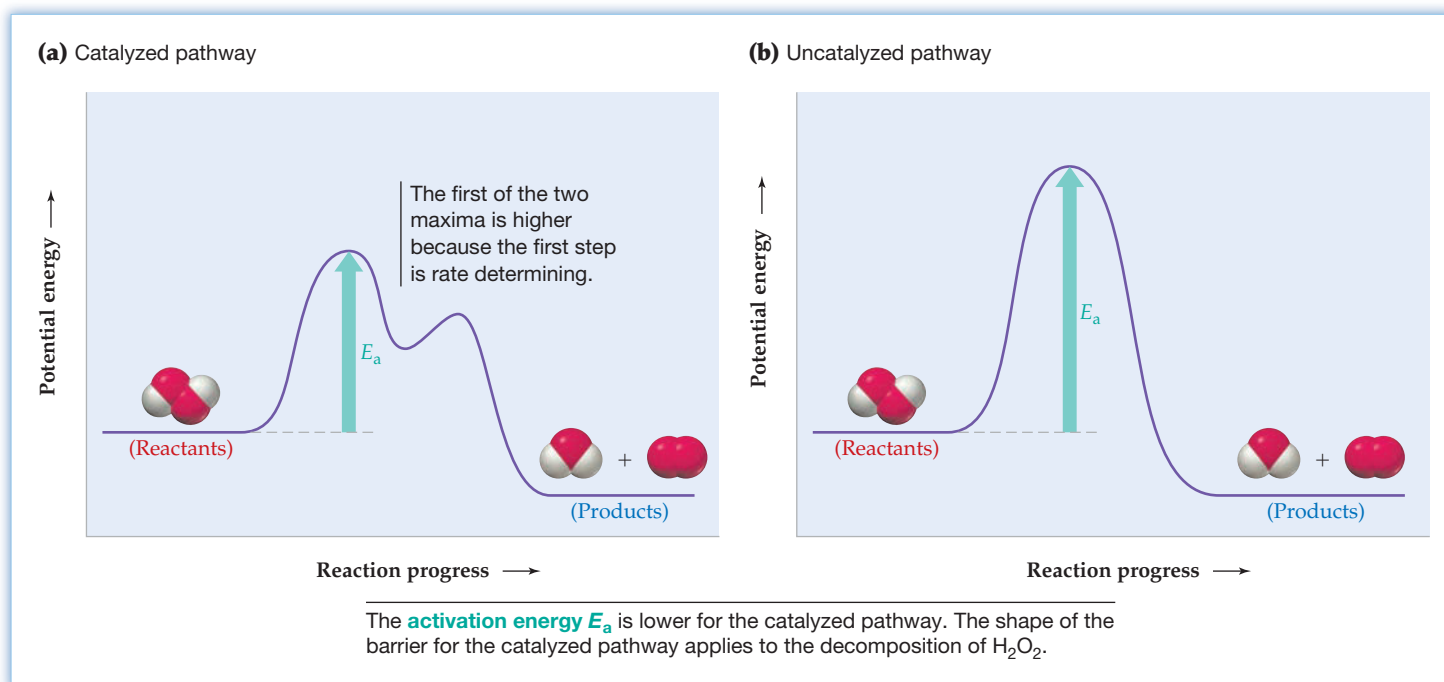 (a) Catalyzed pathway
Potential energy →
The first of the two
maxima is higher
because the first step
is rate determining.
Eₐ
(Reactants)
+
(Products)
Reaction progress →
(b) Uncatalyzed pathway
Potential energy →
Eₐ
(Reactants)
+
(Products)
Reaction progress →
The activation energy Eₐ is lower for the catalyzed pathway. The shape of the
barrier for the catalyzed pathway applies to the decomposition of H₂O₂.